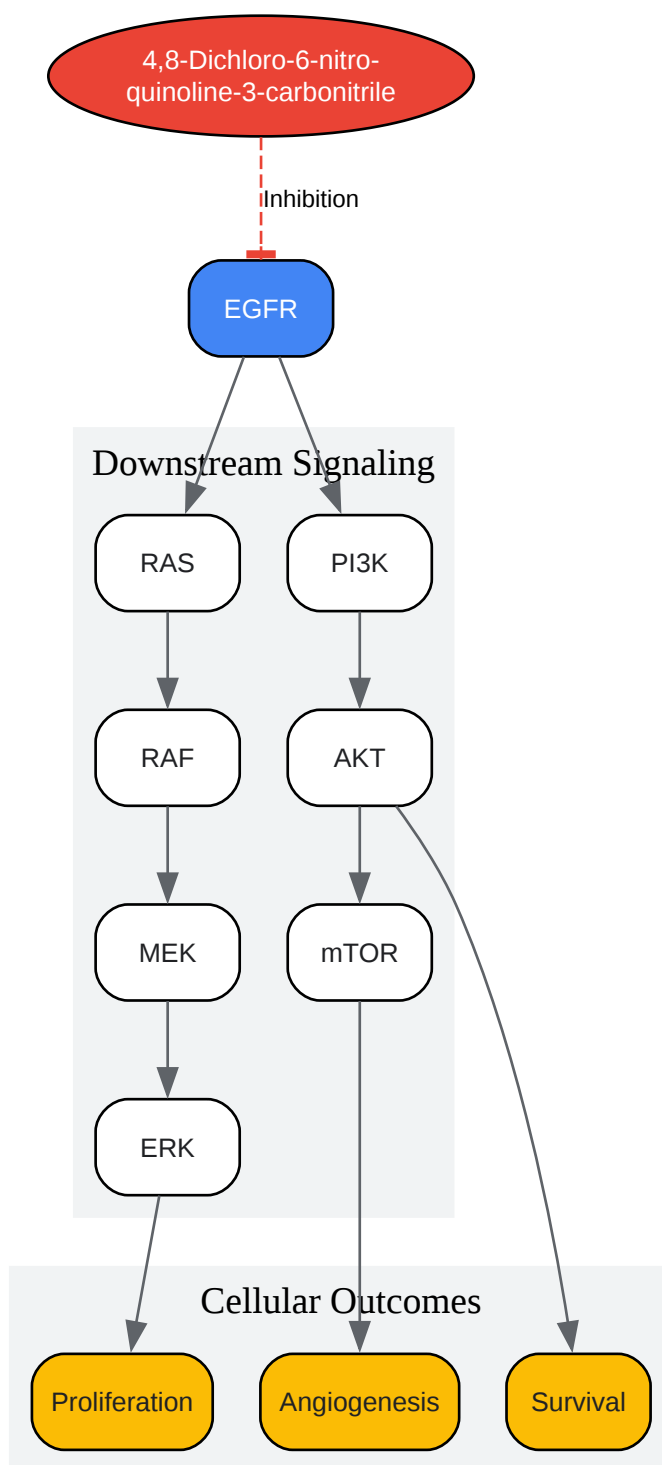 4,8-Dichloro-6-nitro-
quinoline-3-carbonitrile
Inhibition
EGFR
Downstream Signaling
RAS
PI3K
RAF
AKT
MEK
mTOR
ERK
Cellular Outcomes
Proliferation
Angiogenesis
Survival